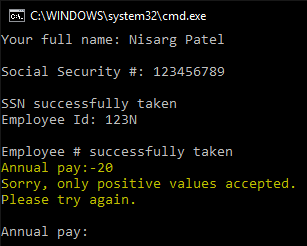 C:\WINDOWS\system32\cmd.exe
Your full name: Nisarg Patel
Social Security #: 123456789
SSN successfully taken
Employee Id: 123N
Employee # successfully taken
Annual pay:-20
Sorry, only positive values accepted.
Please try again.
Annual pay: